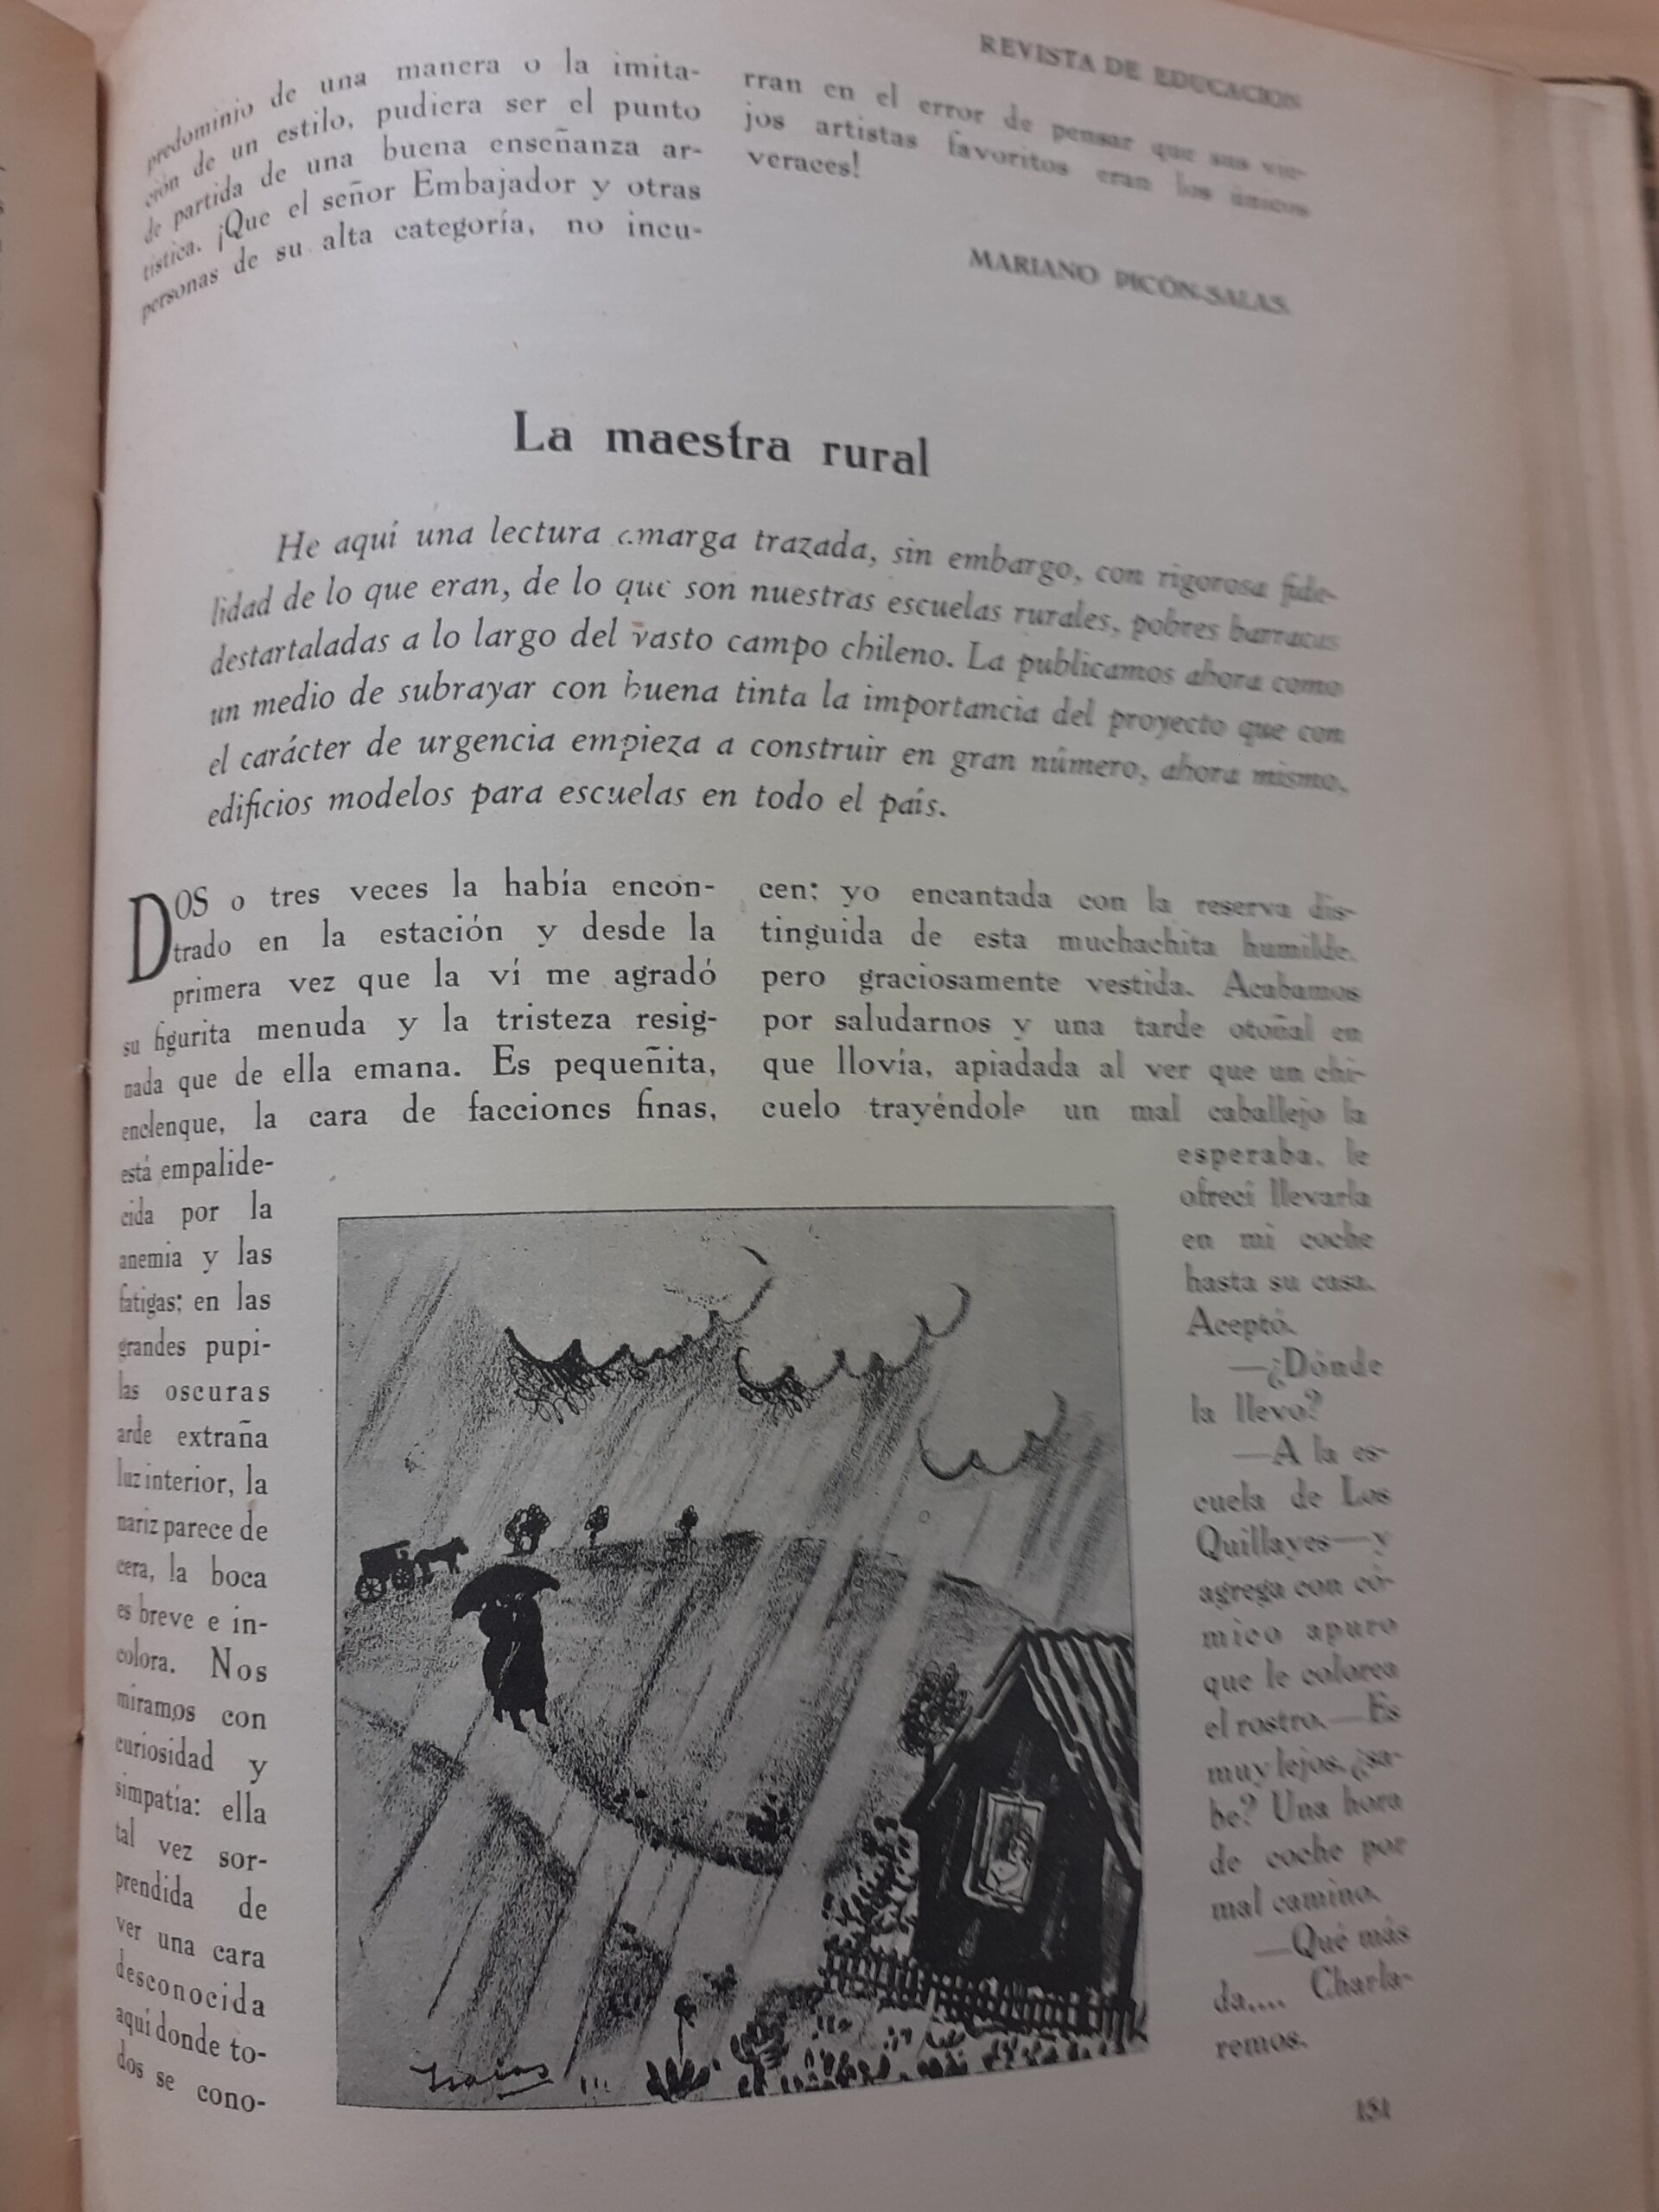 REVISTA DE EDUCACION
predominio de una manera o la imita-
ción de un estilo, pudiera ser el punto
de partida de una buena enseñanza ar-
tística. ¡Que el señor Embajador y otras
personas de su alta categoría, no incu-
rran en el error de pensar que sus vie-
jos artistas favoritos eran los únicos
veraces!
MARIANO PICÓN-SALAS.
La maestra rural
He aquí una lectura amarga trazada, sin embargo, con rigorosa fide-
lidad de lo que eran, de lo que son nuestras escuelas rurales, pobres barracas
destartaladas a lo largo del vasto campo chileno. La publicamos ahora como
un medio de subrayar con buena tinta la importancia del proyecto que con
el carácter de urgencia empieza a construir en gran número, ahora mismo,
edificios modelos para escuelas en todo el país.
DOS o tres veces la había encon-
trado en la estación y desde la
primera vez que la ví me agradó
su figurita menuda y la tristeza resig-
nada que de ella emana. Es pequeñita,
enclenque, la cara de facciones finas,
está empalide-
cida por la
anemia y las
fatigas; en las
grandes pupi-
las oscuras
arde extraña
luz interior, la
nariz parece de
cera, la boca
es breve e in-
colora. Nos
miramos con
curiosidad y
simpatía: ella
tal vez sor-
prendida de
ver una cara
desconocida
aquí donde to-
dos se cono-
cen; yo encantada con la reserva dis-
tinguida de esta muchachita humilde,
pero graciosamente vestida. Acabamos
por saludarnos y una tarde otoñal en
que llovía, apiadada al ver que un chi-
cuelo trayéndole un mal caballejo la
esperaba, le
ofrecí llevarla
en mi coche
hasta su casa.
Aceptó.
—¿Dónde
la llevo?
—A la es-
cuela de Los
Quillayes—y
agrega con có-
mico apuro
que le colorea
el rostro.—Es
muy lejos, ¿sa-
be? Una hora
de coche por
mal camino.
—Qué más
da.... Charla-
remos.
Isaías
151